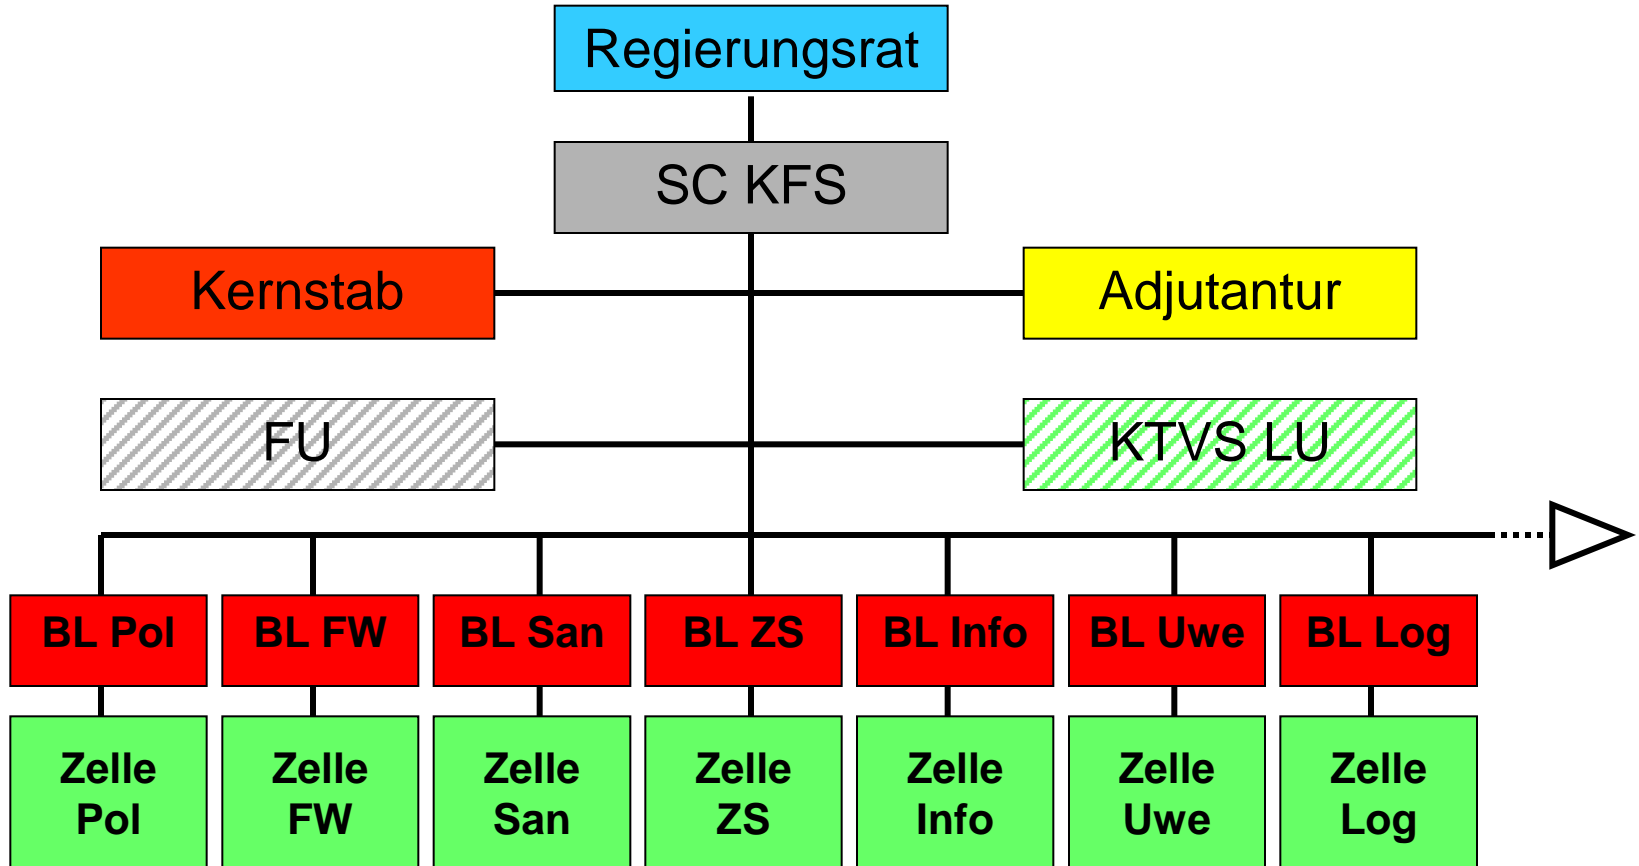 Regierungsrat
SC KFS
Kernstab
Adjutantur
FU
KTVS LU
BL Pol
BL FW
BL San
BL ZS
BL Info
BL Uwe
BL Log
Zelle
Pol
Zelle
FW
Zelle
San
Zelle
ZS
Zelle
Info
Zelle
Uwe
Zelle
Log